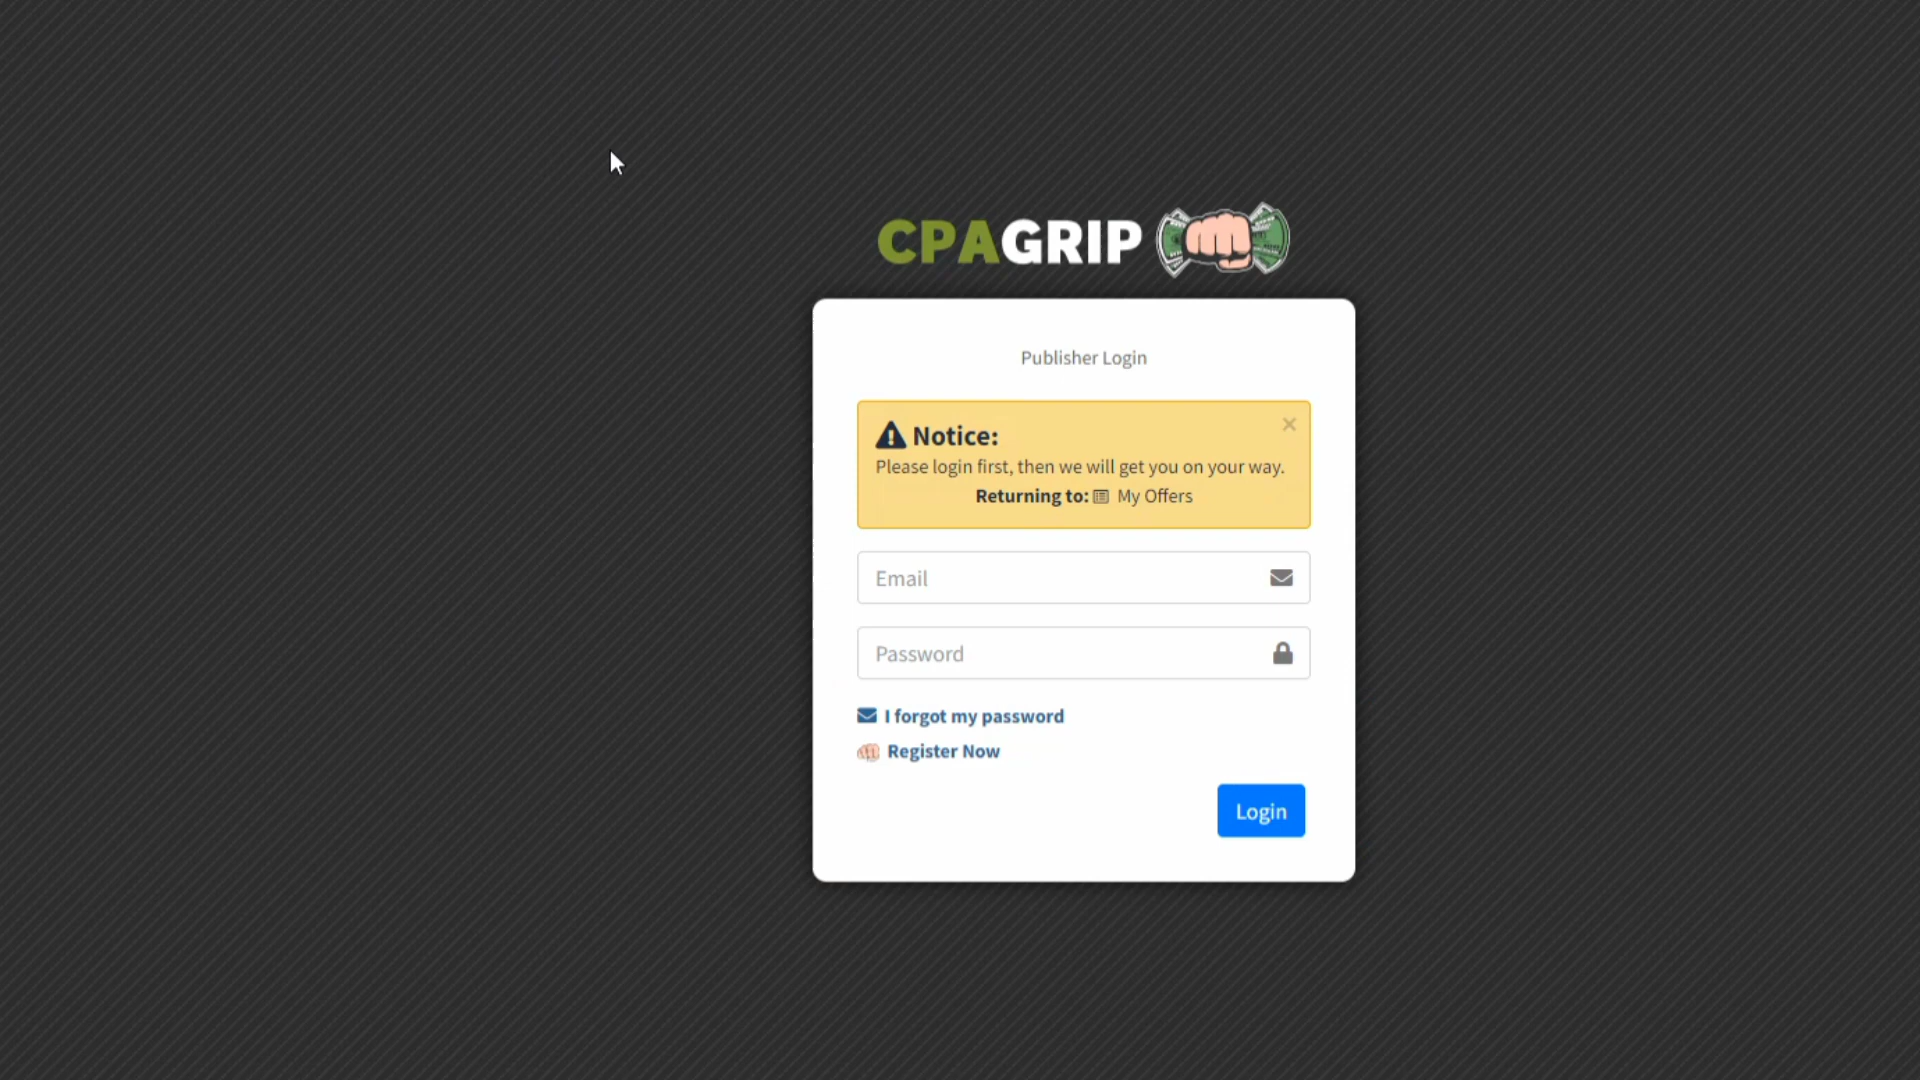 CPAGRIP
Publisher Login
Notice:
Please login first, then we will get you on your way.
Returning to: My Offers
Email
Password
I forgot my password
Register Now
Login